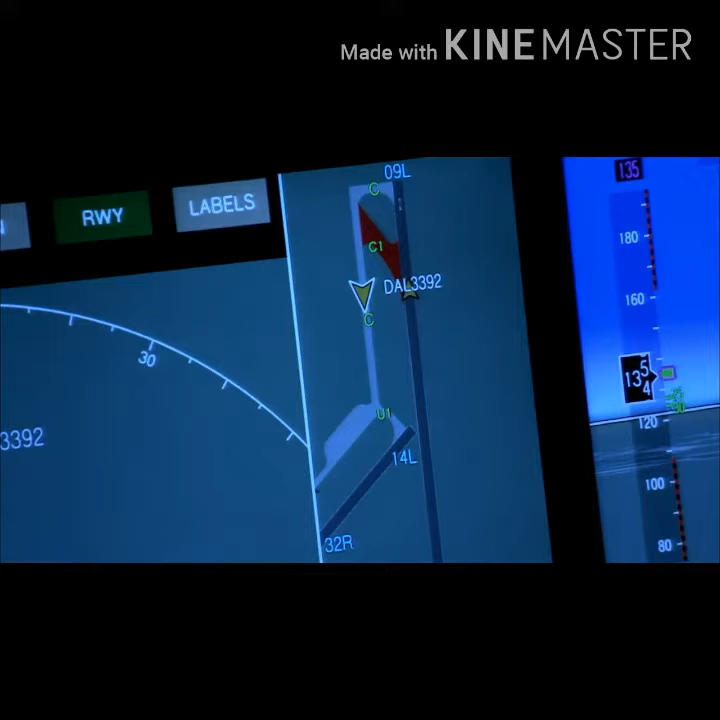 Made with KINEMASTER
RWY
LABELS
09L
C
C1
DAL3392
C
U1
14L
32R
30
3392
135
180
160
135
4
120
100
80